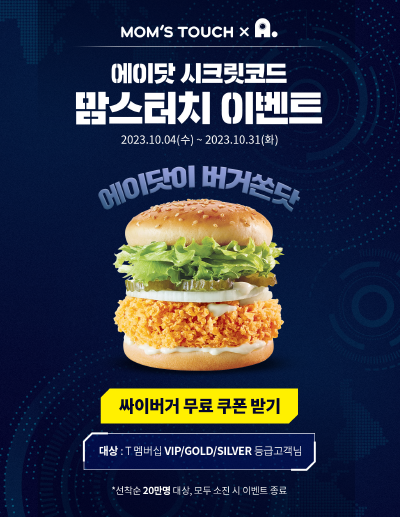 MOM'S TOUCH × A.
에이닷 시크릿코드
맘스터치 이벤트
2023.10.04(수) ~ 2023.10.31(화)
에이닷이 버거쏜닷
싸이버거 무료 쿠폰 받기
대상 : T 멤버십 VIP/GOLD/SILVER 등급고객님
*선착순 20만명 대상, 모두 소진 시 이벤트 종료